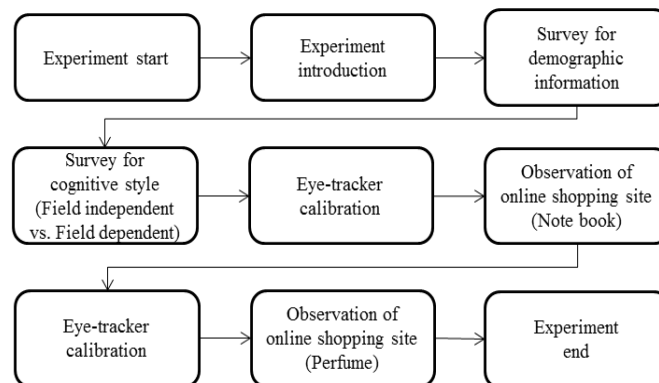 Experiment start
Experiment
introduction
Survey for
demographic
information
Survey for
cognitive style
(Field independent
vs. Field dependent)
Eye-tracker
calibration
Observation of
online shopping site
(Note book)
Eye-tracker
calibration
Observation of
online shopping site
(Perfume)
Experiment
end